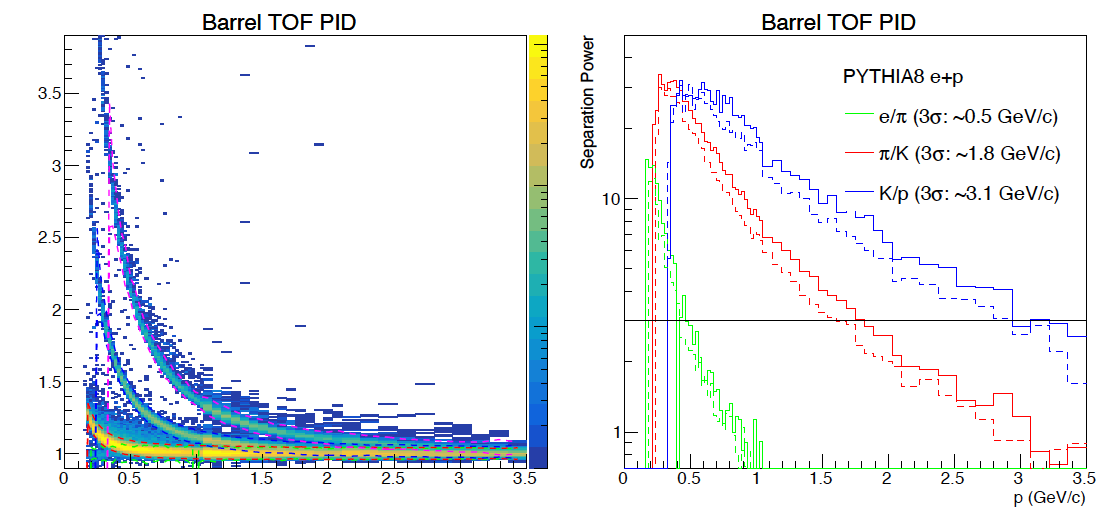 Barrel TOF PID
3.5
3
2.5
2
1.5
1
0 0.5 1 1.5 2 2.5 3 3.5
Barrel TOF PID
Separation Power
PYTHIA8 e+p
e/π (3σ: ~0.5 GeV/c)
π/K (3σ: ~1.8 GeV/c)
K/p (3σ: ~3.1 GeV/c)
10
1
0 0.5 1 1.5 2 2.5 3 3.5
p (GeV/c)